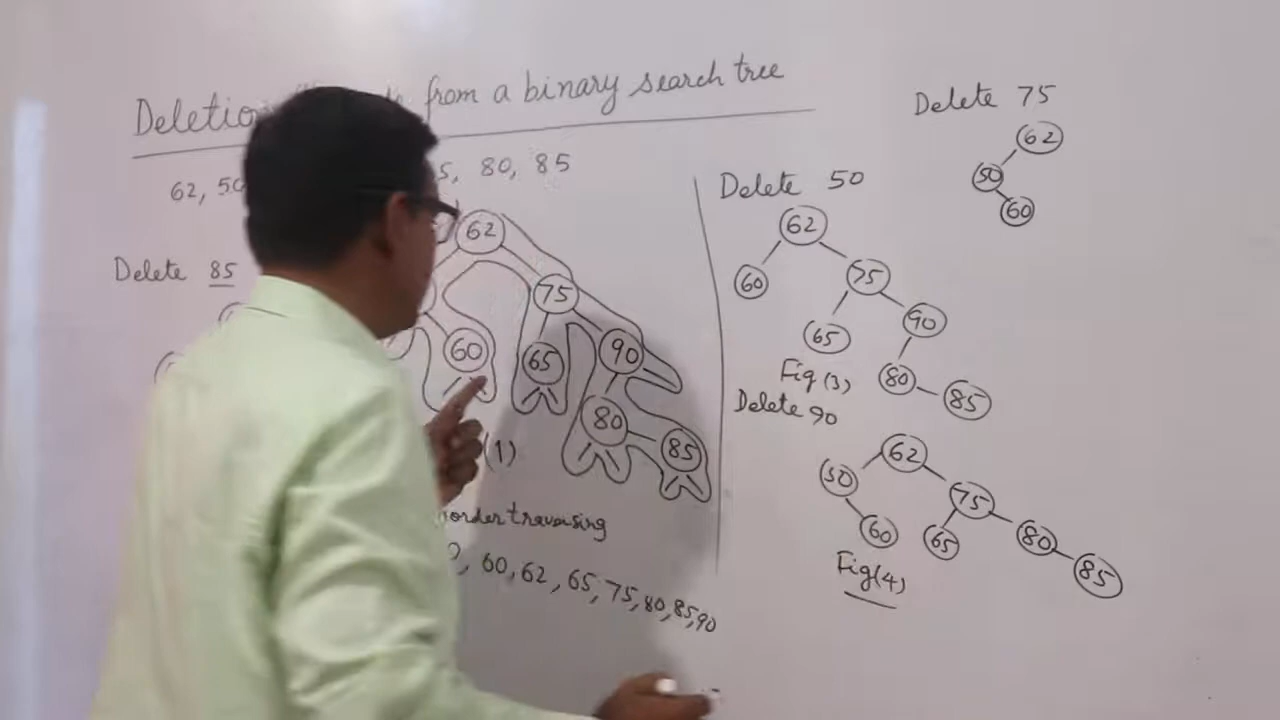 Deletion from a binary search tree
62, 50 5, 80, 85
Delete 85
62
75
60
65
90
80
85
(1)
norder traversing
60, 62, 65, 75, 80, 85, 90
Delete 50
62
60
75
65
90
80
85
Fig (3)
Delete 90
62
50
75
60
65
80
85
Fig(4)
Delete 75
62
50
60